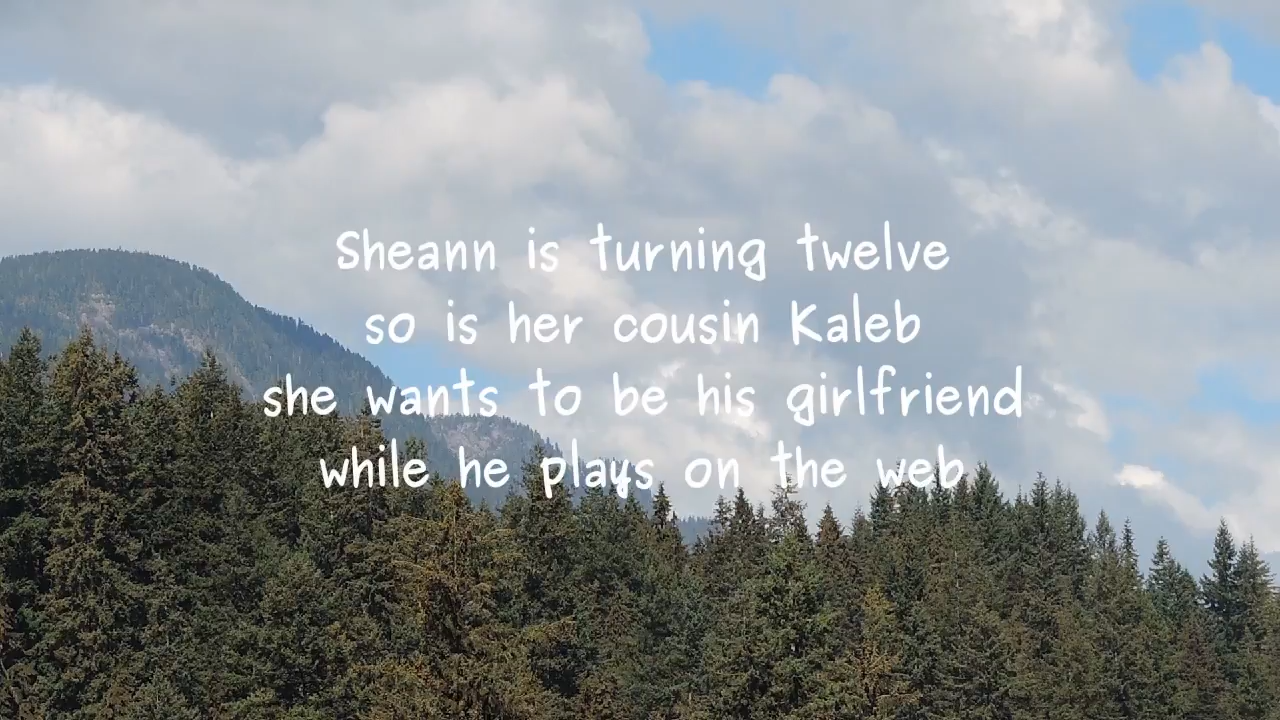 Sheann is turning twelve
so is her cousin Kaleb
she wants to be his girlfriend
while he plays on the web